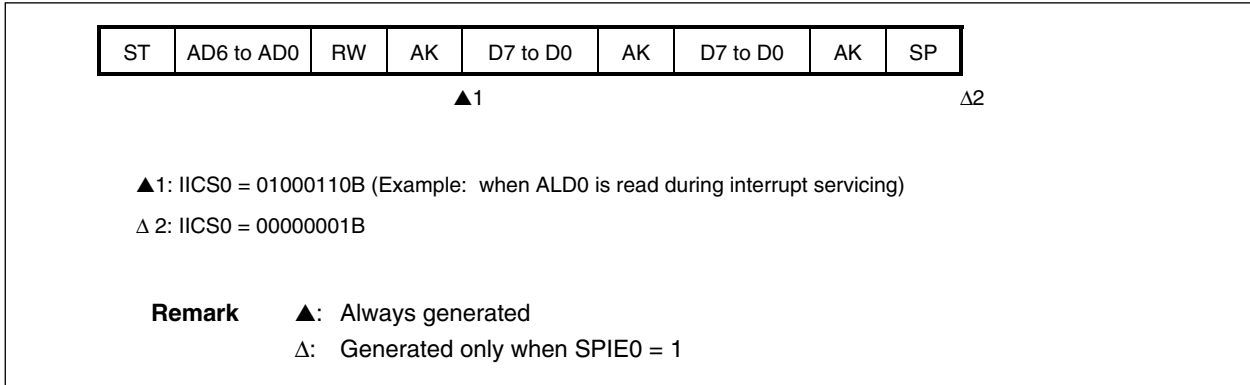 ST AD6 to AD0 RW AK D7 to D0 AK D7 to D0 AK SP
▲1 Δ2
▲1: IICS0 = 01000110B (Example: when ALD0 is read during interrupt servicing)
Δ 2: IICS0 = 00000001B
Remark ▲: Always generated
Δ: Generated only when SPIE0 = 1